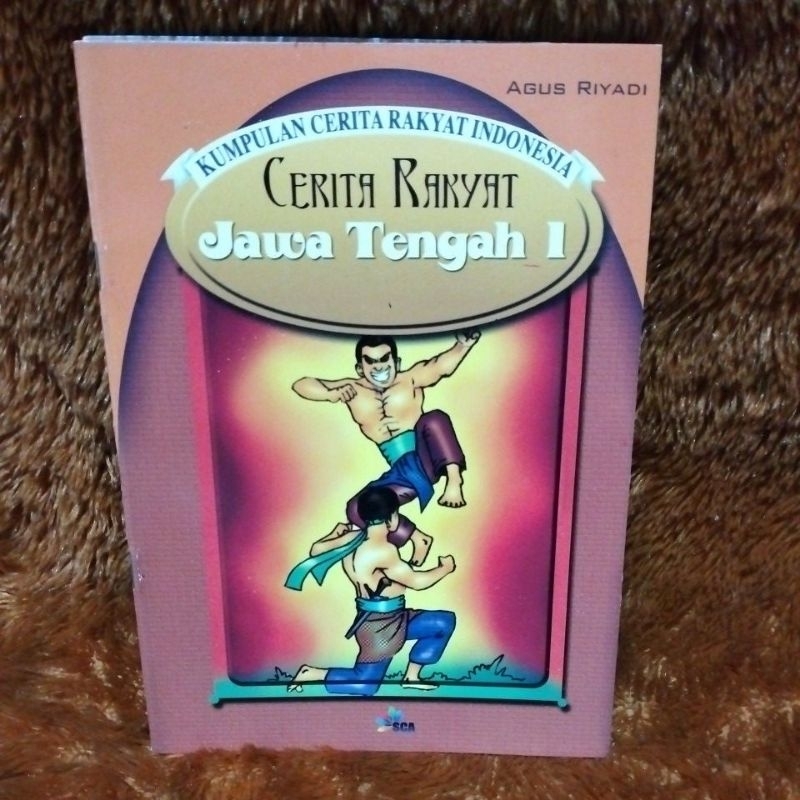 AGUS RIYADI
KUMPULAN CERITA RAKYAT INDONESIA
CERITA RAKYAT
Jawa Tengah 1
SCA